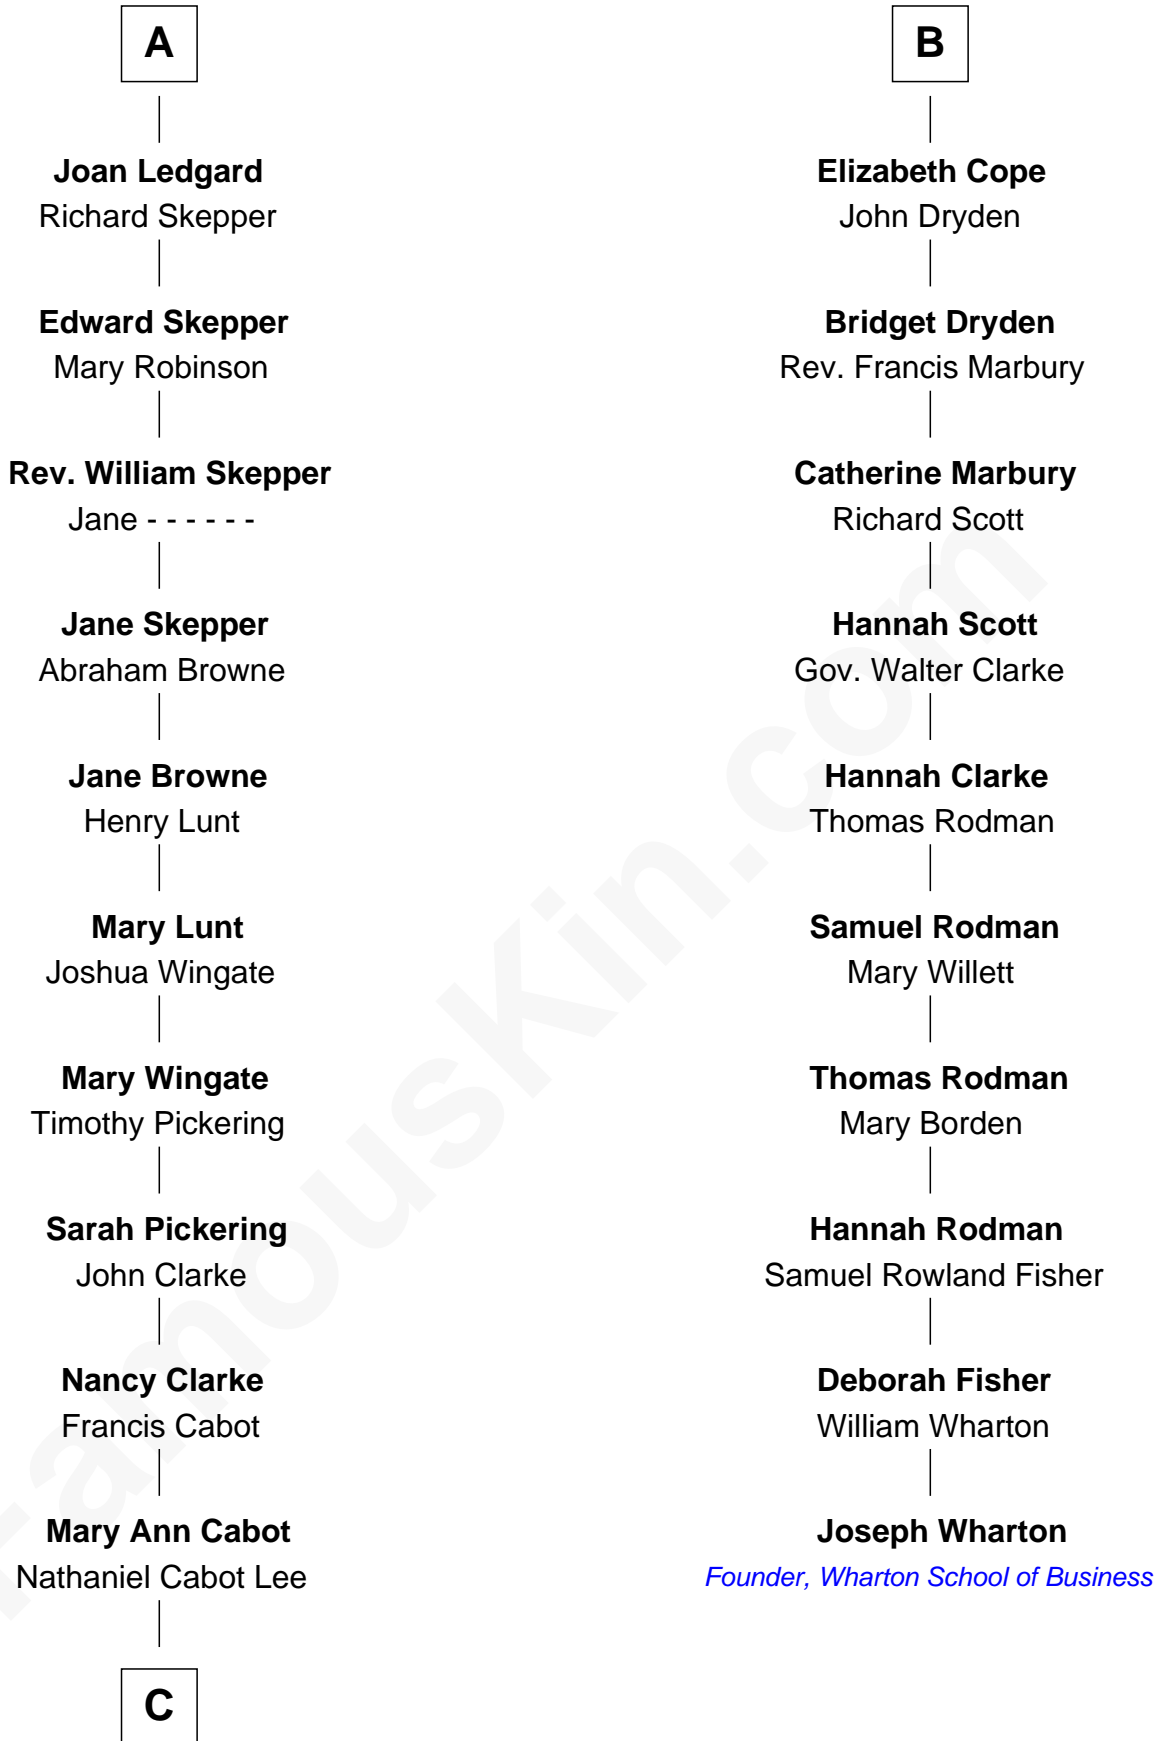 A
Joan Ledgard
Richard Skepper
Edward Skepper
Mary Robinson
Rev. William Skepper
Jane - - - - - -
Jane Skepper
Abraham Browne
Jane Browne
Henry Lunt
Mary Lunt
Joshua Wingate
Mary Wingate
Timothy Pickering
Sarah Pickering
John Clarke
Nancy Clarke
Francis Cabot
Mary Ann Cabot
Nathaniel Cabot Lee
C
B
Elizabeth Cope
John Dryden
Bridget Dryden
Rev. Francis Marbury
Catherine Marbury
Richard Scott
Hannah Scott
Gov. Walter Clarke
Hannah Clarke
Thomas Rodman
Samuel Rodman
Mary Willett
Thomas Rodman
Mary Borden
Hannah Rodman
Samuel Rowland Fisher
Deborah Fisher
William Wharton
Joseph Wharton
Founder, Wharton School of Business
FamousKin.com